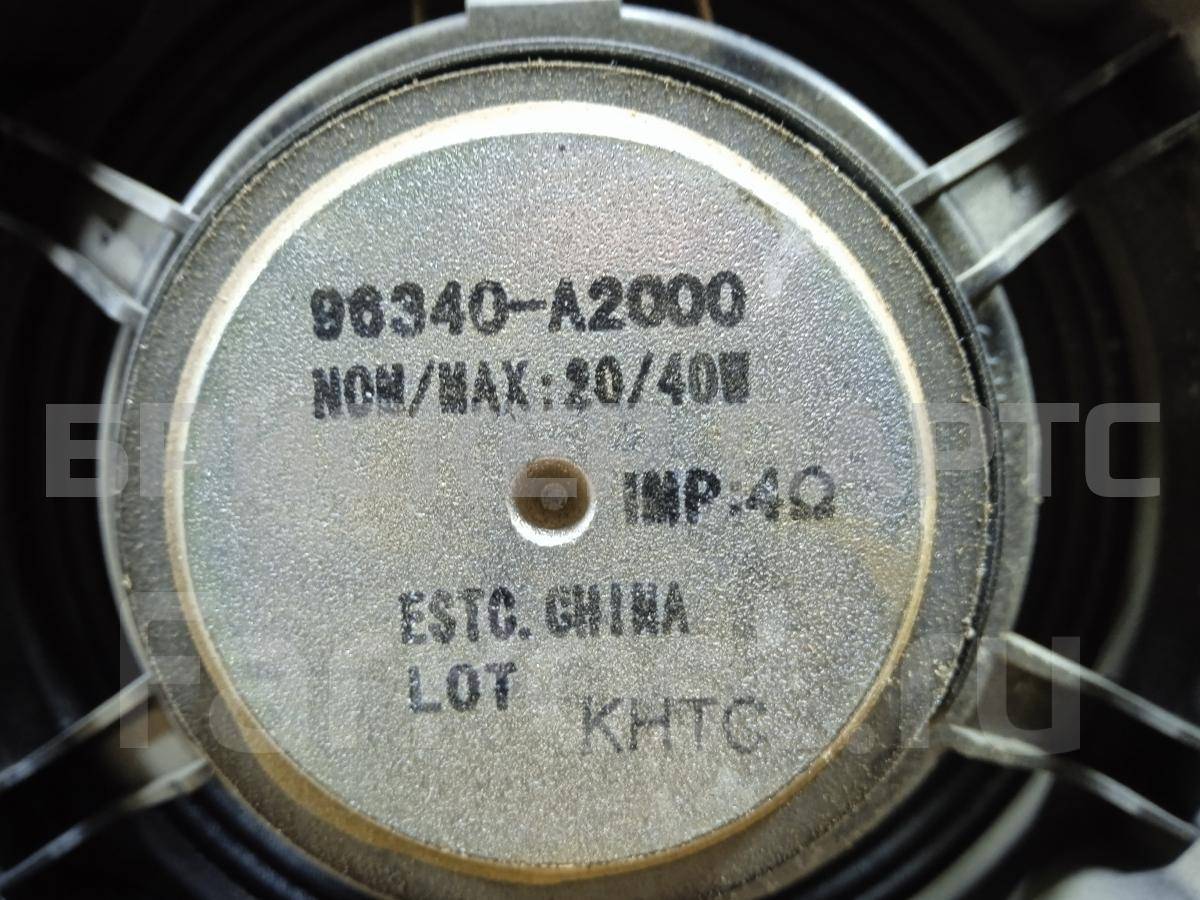 96340-A2000
NOM/MAX:20/40W
IMP:4Ω
ESTC.CHINA
LOT KHTC